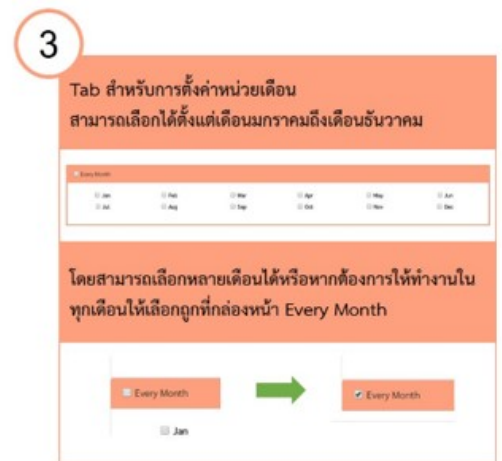 3
Tab สำหรับการตั้งค่าหน่วยเดือน
สามารถเลือกได้ตั้งแต่เดือนมกราคมถึงเดือนธันวาคม
Every Month
Jan Feb Mar Apr May Jun
Jul Aug Sep Oct Nov Dec
โดยสามารถเลือกหลายเดือนได้หรือหากต้องการให้ทำงานใน
ทุกเดือนให้เลือกถูกที่กล่องหน้า Every Month
Every Month
Every Month
Jan